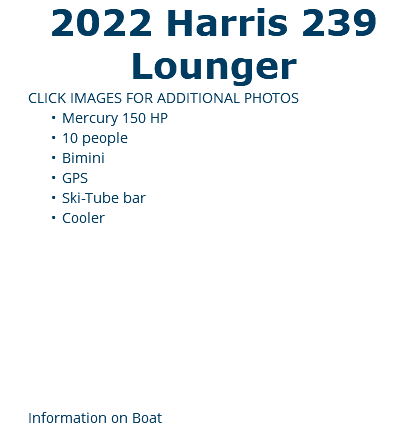 2022 Harris 239
Lounger
CLICK IMAGES FOR ADDITIONAL PHOTOS
• Mercury 150 HP
• 10 people
• Bimini
• GPS
• Ski-Tube bar
• Cooler
Information on Boat